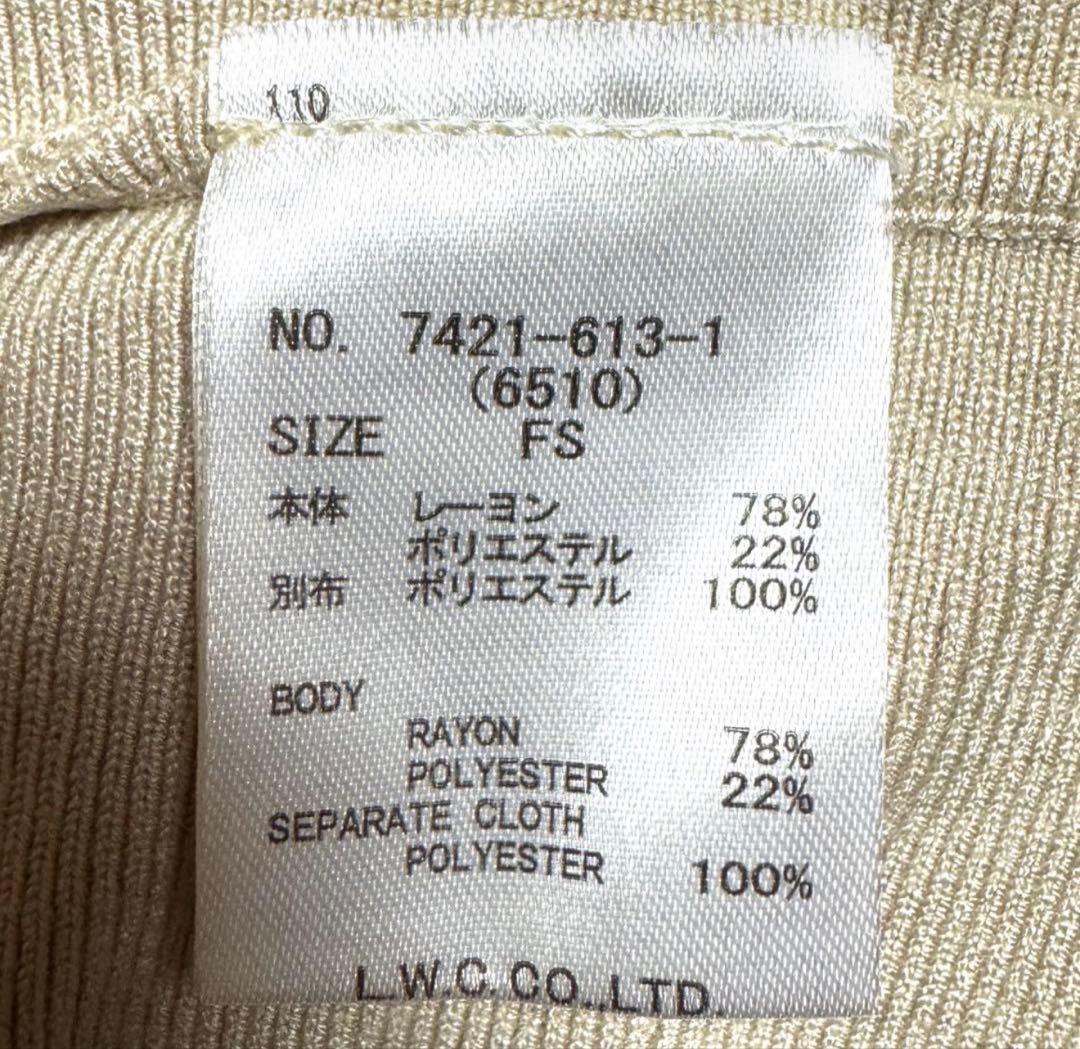 110
NO. 7421-613-1
(6510)
SIZE FS
本体 レーヨン 78%
ポリエステル 22%
別布 ポリエステル 100%
BODY
RAYON 78%
POLYESTER 22%
SEPARATE CLOTH
POLYESTER 100%
L.W.C.CO.,LTD.